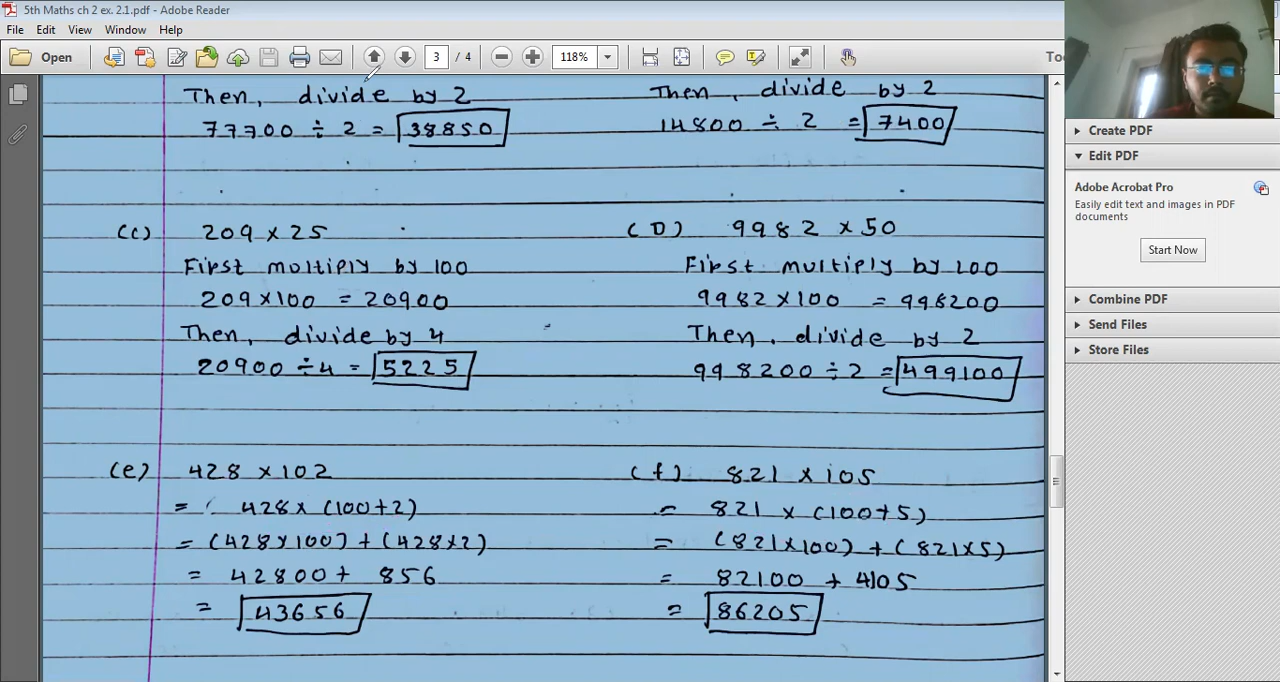 5th Maths ch 2 ex. 2.1.pdf - Adobe Reader
File Edit View Window Help
Open 3 / 4 118% To
Then, divide by 2
77700 ÷ 2 = 38850
Then, divide by 2
14800 ÷ 2 = 7400
(c) 209 × 25
First multiply by 100
209 × 100 = 20900
Then, divide by 4
20900 ÷ 4 = 5225
(D) 9982 × 50
First multiply by 100
9982 × 100 = 998200
Then, divide by 2
998200 ÷ 2 = 499100
(e) 428 × 102
= 428 × (100+2)
= (428×100) + (428×2)
= 42800 + 856
= 43656
(f) 821 × 105
= 821 × (100+5)
= (821×100) + (821×5)
= 82100 + 4105
= 86205
Create PDF
Edit PDF
Adobe Acrobat Pro
Easily edit text and images in PDF
documents
Start Now
Combine PDF
Send Files
Store Files